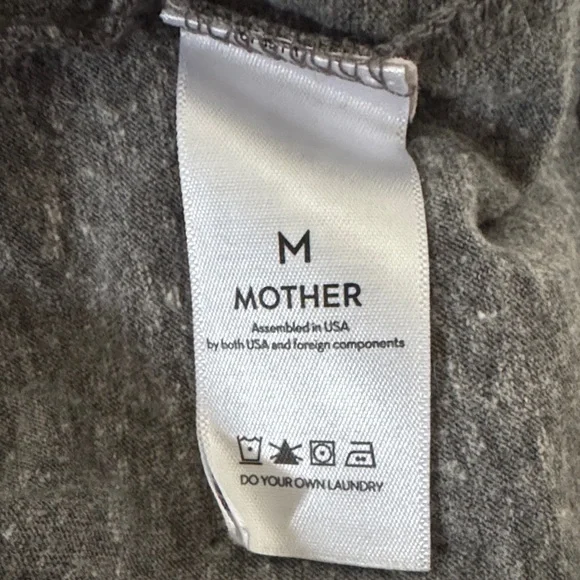 M
MOTHER
Assembled in USA
by both USA and foreign components
DO YOUR OWN LAUNDRY